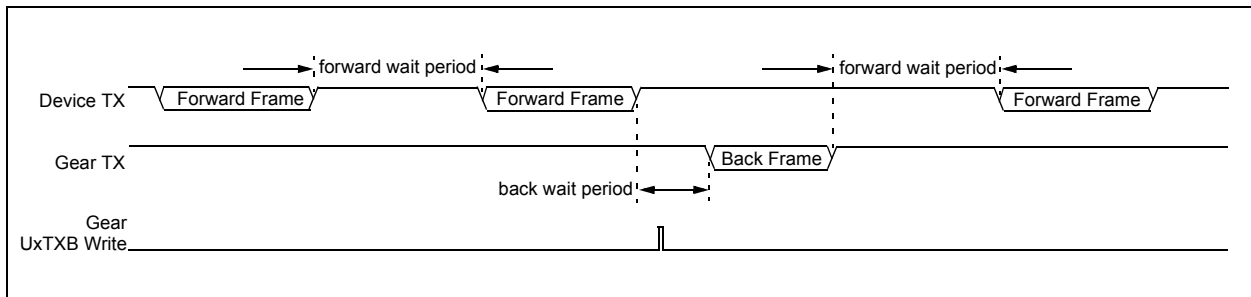 forward wait period
forward wait period
Device TX
Forward Frame
Forward Frame
Forward Frame
Gear TX
Back Frame
back wait period
Gear
UxTXB Write